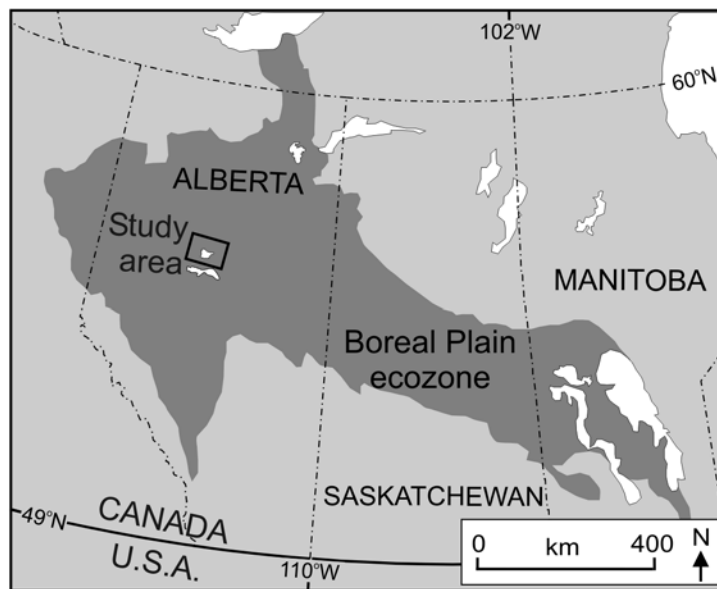 102°W
60°N
ALBERTA
Study
area
MANITOBA
Boreal Plain
ecozone
SASKATCHEWAN
49°N
CANADA
U.S.A.
110°W
0 km 400
N